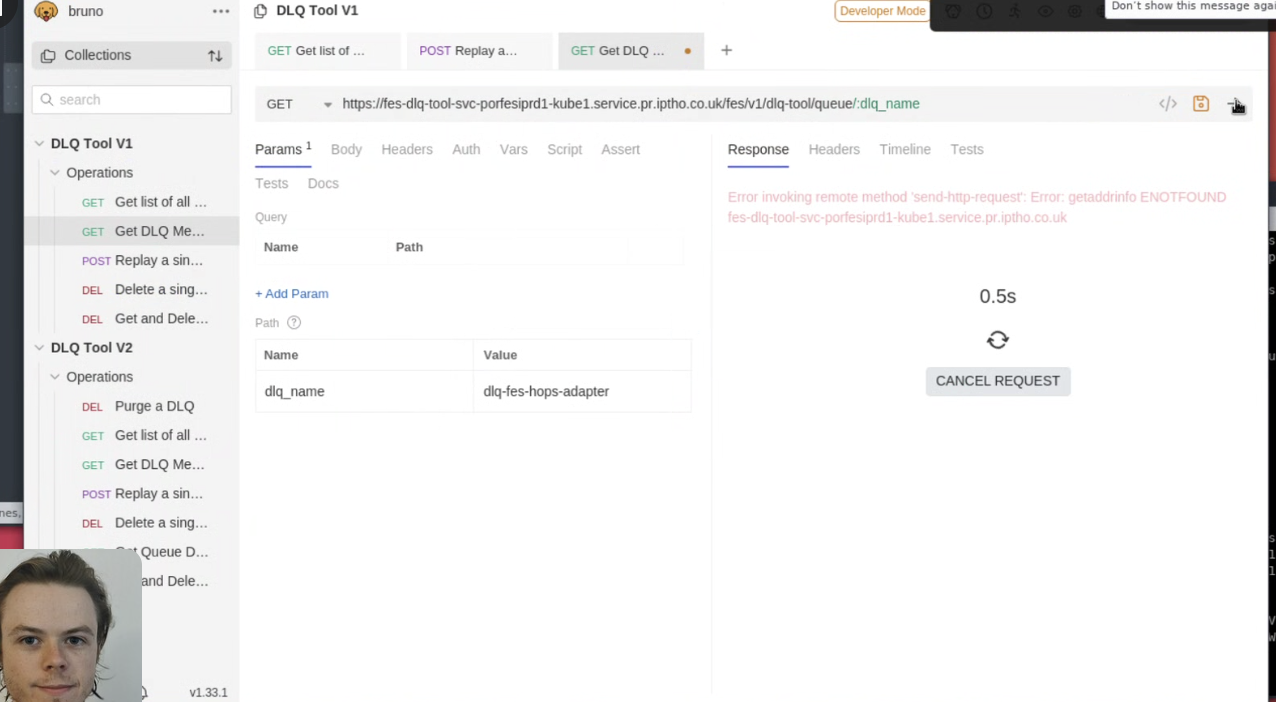 bruno
DLQ Tool V1
Developer Mode
Don't show this message agai
Collections
GET Get list of ...
POST Replay a...
GET Get DLQ ...
search
GET
https://fes-dlq-tool-svc-porfesiprd1-kube1.service.pr.iptho.co.uk/fes/v1/dlq-tool/queue/:dlq_name
DLQ Tool V1
Operations
GET Get list of all ...
GET Get DLQ Me...
POST Replay a sin...
DEL Delete a sing...
DEL Get and Dele...
DLQ Tool V2
Operations
DEL Purge a DLQ
GET Get list of all ...
GET Get DLQ Me...
POST Replay a sin...
DEL Delete a sing...
Get Queue D...
and Dele...
v1.33.1
nes,
Params 1 Body Headers Auth Vars Script Assert
Tests Docs
Query
Name Path
+ Add Param
Path ?
Name Value
dlq_name dlq-fes-hops-adapter
Response Headers Timeline Tests
Error invoking remote method 'send-http-request': Error: getaddrinfo ENOTFOUND
fes-dlq-tool-svc-porfesiprd1-kube1.service.pr.iptho.co.uk
0.5s
CANCEL REQUEST